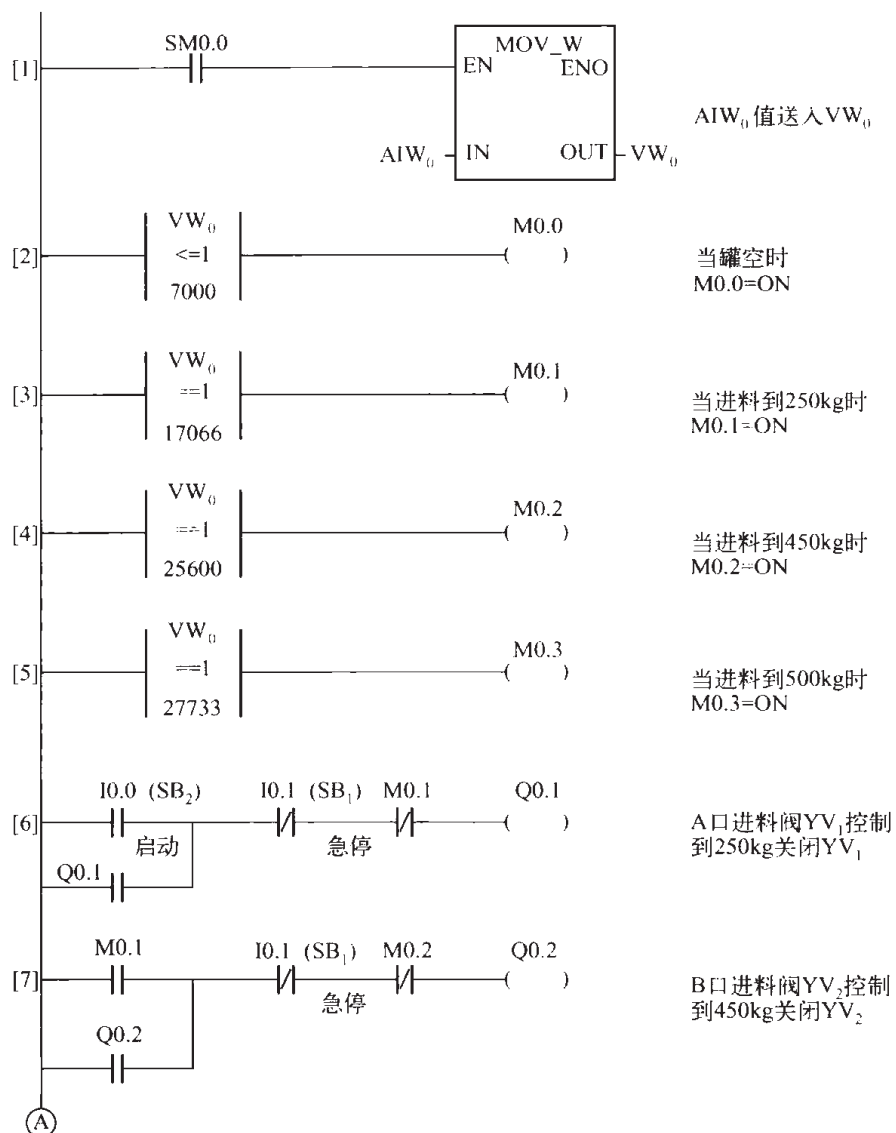 SM0.0
[1]
MOV_W
EN ENO
AIW₀ IN OUT VW₀
AIW₀值送入VW₀
[2]
VW₀
<=1
7000
M0.0
当罐空时
M0.0=ON
[3]
VW₀
==1
17066
M0.1
当进料到250kg时
M0.1=ON
[4]
VW₀
==1
25600
M0.2
当进料到450kg时
M0.2=ON
[5]
VW₀
==1
27733
M0.3
当进料到500kg时
M0.3=ON
[6]
I0.0 (SB₂) I0.1 (SB₁) M0.1 Q0.1
启动 急停
Q0.1
A口进料阀YV₁控制
到250kg关闭YV₁
[7]
M0.1 I0.1 (SB₁) M0.2 Q0.2
急停
Q0.2
B口进料阀YV₂控制
到450kg关闭YV₂
A